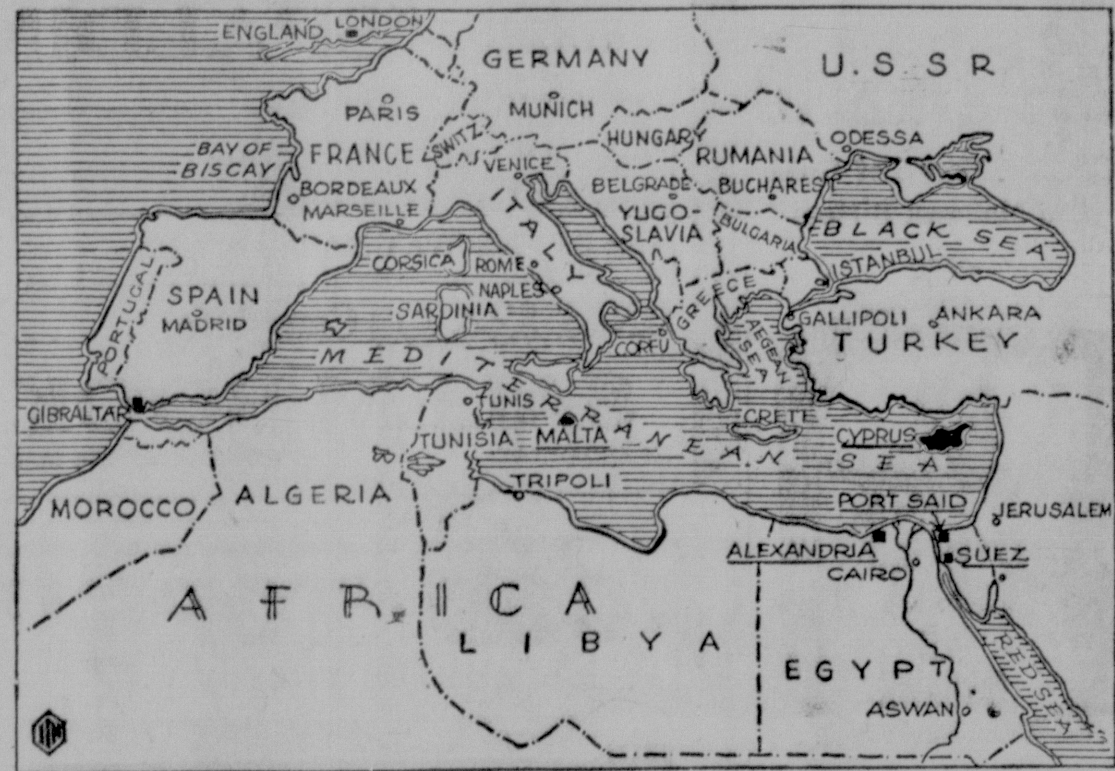 ENGLAND LONDON
GERMANY
U.S.S.R
PARIS
MUNICH
SWITZ.
HUNGARY
ODESSA
BAY OF
BISCAY
FRANCE
VENICE
RUMANIA
BORDEAUX
MARSEILLE
ITALY
BELGRADE
BUCHAREST
YUGO-
SLAVIA
BULGARIA
BLACK SEA
CORSICA
ROME
ISTANBUL
PORTUGAL
SPAIN
MADRID
NAPLES
SARDINIA
GREECE
GALLIPOLI
ANKARA
TURKEY
CORFU
AEGEAN
SEA
MEDITERRANEAN SEA
GIBRALTAR
TUNIS
CRETE
TUNISIA
MALTA
CYPRUS
MOROCCO
ALGERIA
TRIPOLI
PORT SAID
JERUSALEM
ALEXANDRIA
SUEZ
CAIRO
AFRICA
LIBYA
EGYPT
RED SEA
ASWAN